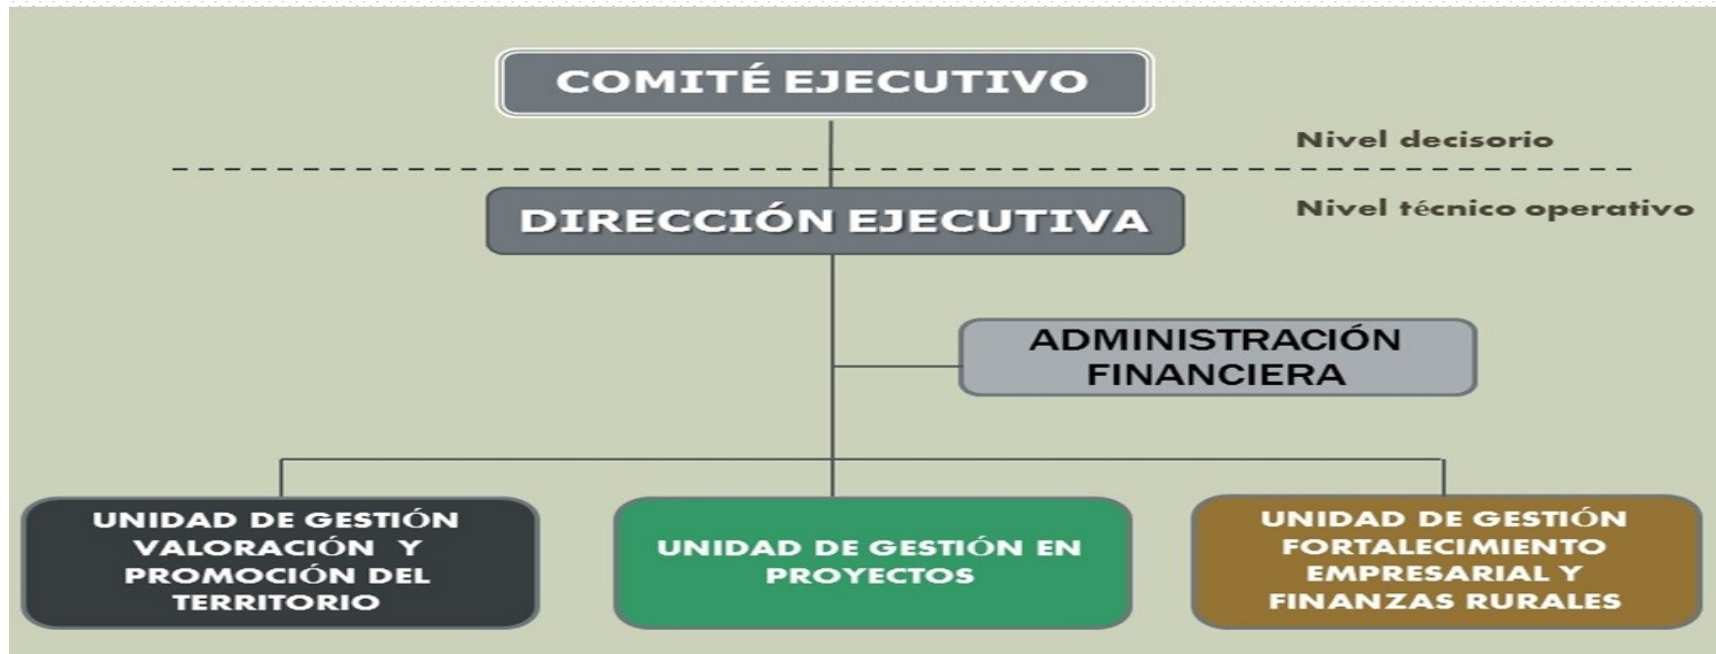 COMITÉ EJECUTIVO
Nivel decisorio
DIRECCIÓN EJECUTIVA
Nivel técnico operativo
ADMINISTRACIÓN
FINANCIERA
UNIDAD DE GESTIÓN
VALORACIÓN Y
PROMOCIÓN DEL
TERRITORIO
UNIDAD DE GESTIÓN EN
PROYECTOS
UNIDAD DE GESTIÓN
FORTALECIMIENTO
EMPRESARIAL Y
FINANZAS RURALES